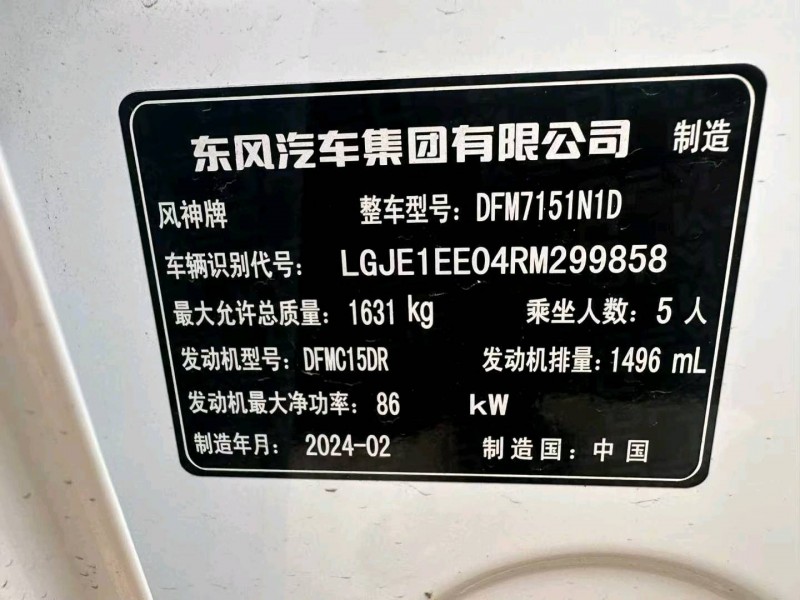 东风汽车集团有限公司 制造
风神牌 整车型号：DFM7151N1D
车辆识别代号：LGJE1EE04RM299858
最大允许总质量：1631 kg 乘坐人数：5 人
发动机型号：DFMC15DR 发动机排量：1496 mL
发动机最大净功率：86 kW
制造年月：2024-02 制造国：中国